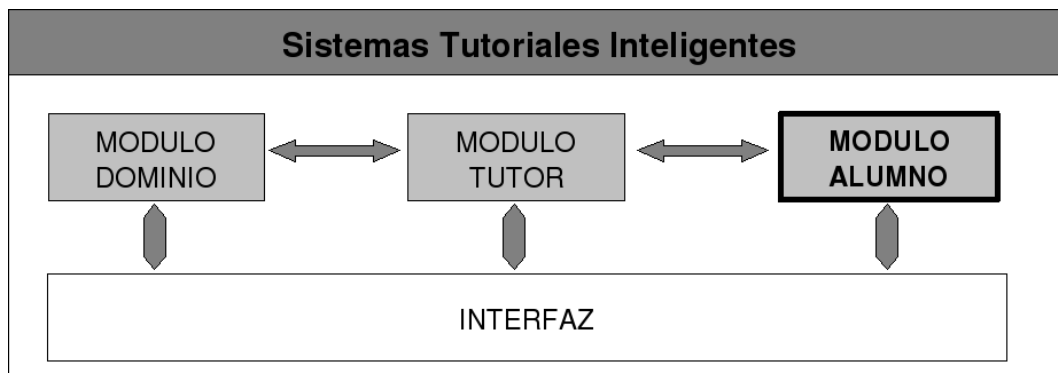 Sistemas Tutoriales Inteligentes
MODULO
DOMINIO
MODULO
TUTOR
MODULO
ALUMNO
INTERFAZ